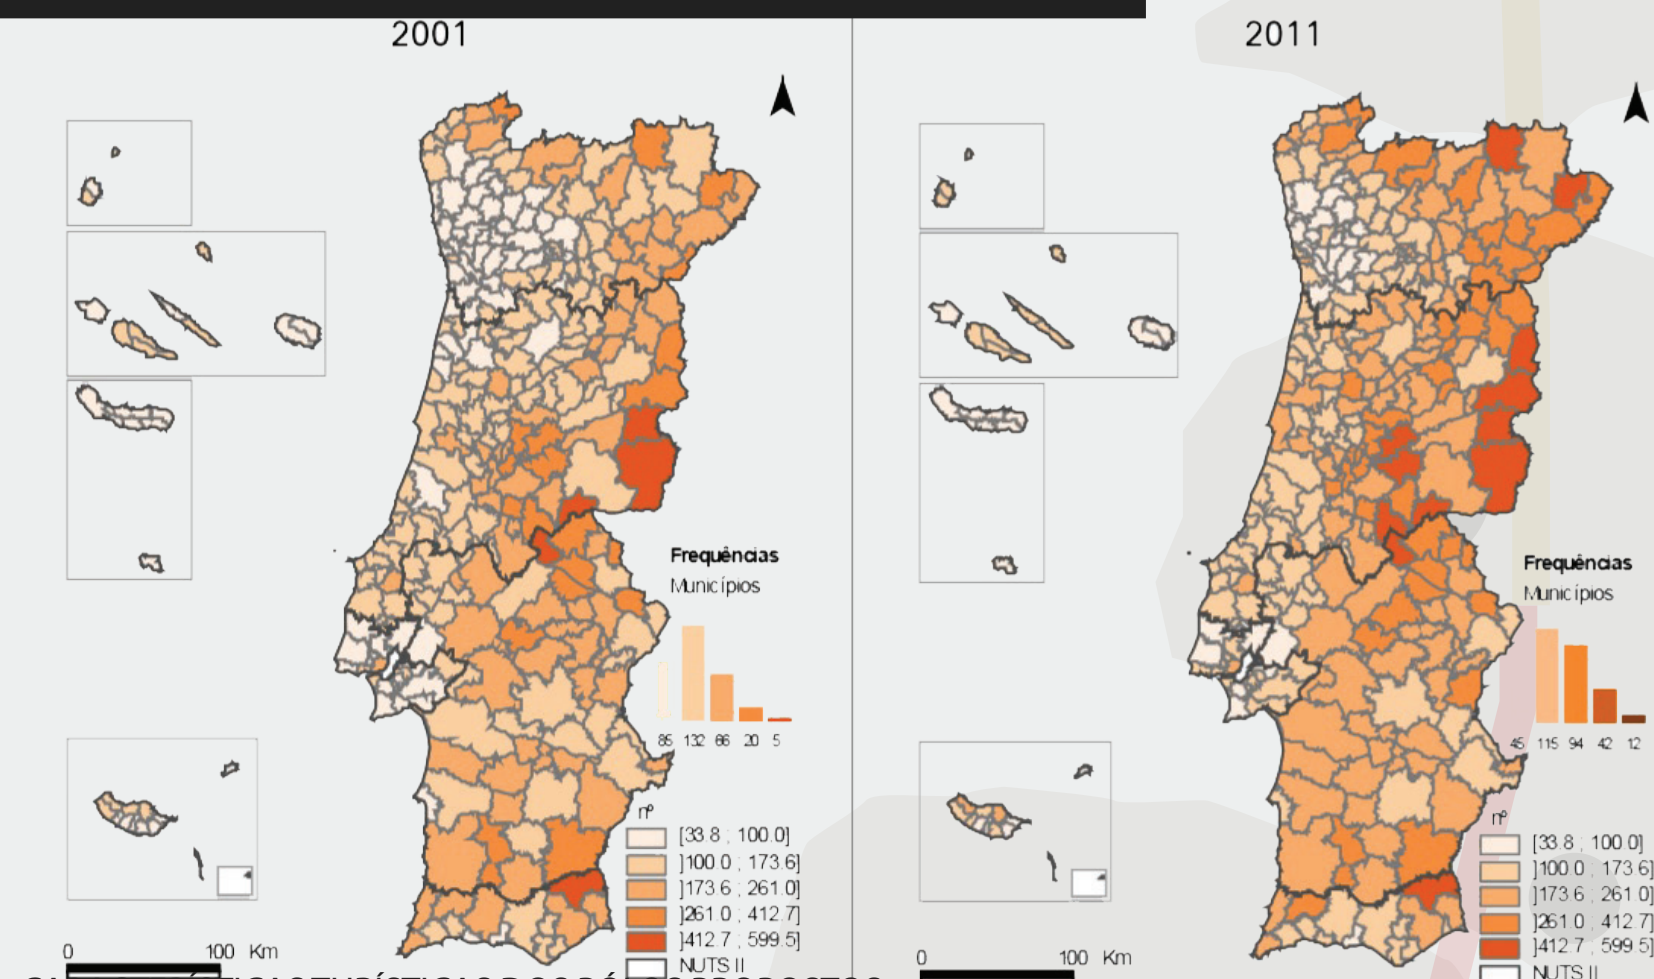 2001
2011
Frequências
Municípios
85 132 66 20 5
nº
[33.8 ; 100.0]
]100.0 ; 173.6]
]173.6 ; 261.0]
]261.0 ; 412.7]
]412.7 ; 599.5]
NUTS II
0 100 Km
Frequências
Municípios
45 115 94 42 12
nº
[33.8 ; 100.0]
]100.0 ; 173.6]
]173.6 ; 261.0]
]261.0 ; 412.7]
]412.7 ; 599.5]
NUTS II
0 100 Km